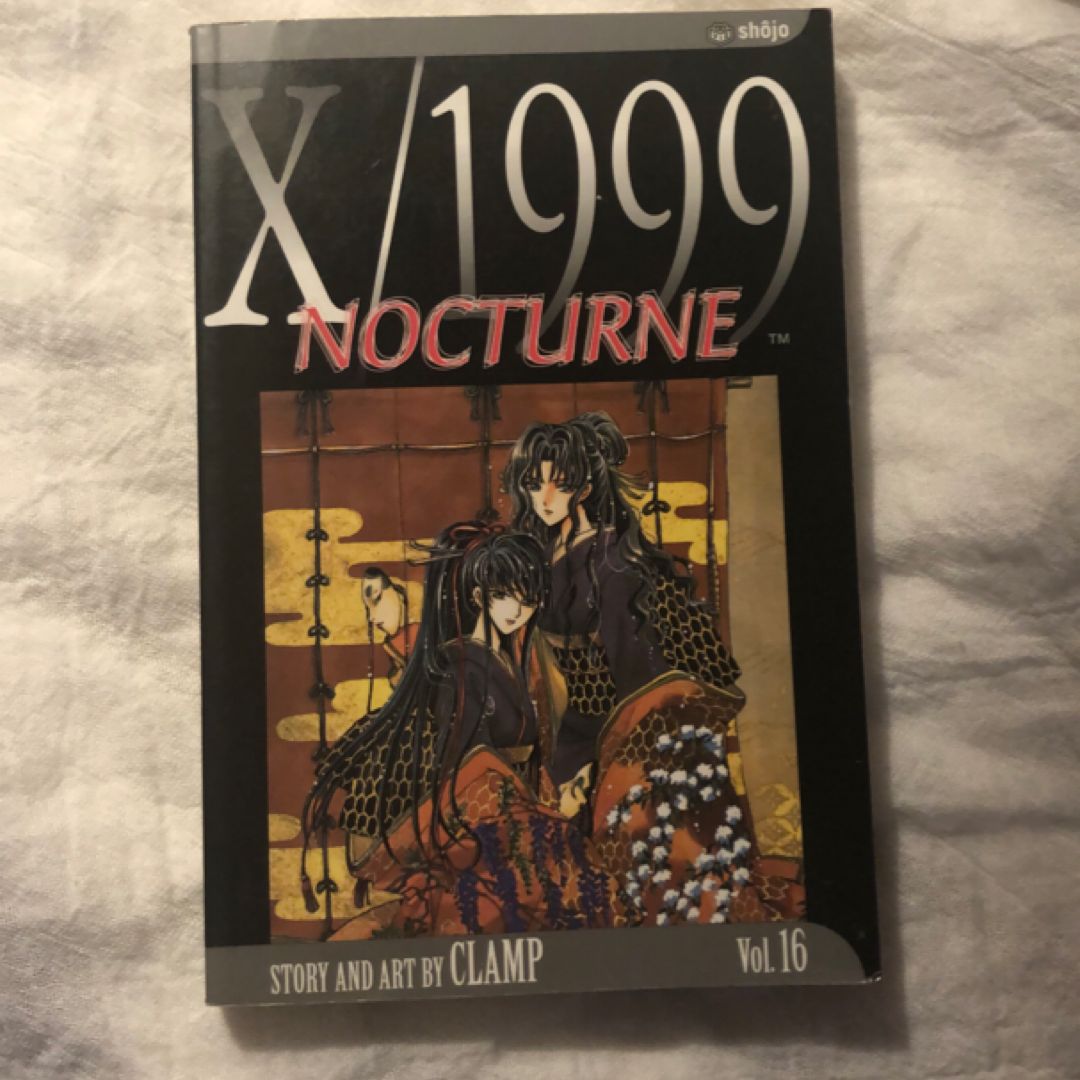 shôjo
X/1999
NOCTURNE ™
STORY AND ART BY CLAMP
Vol. 16